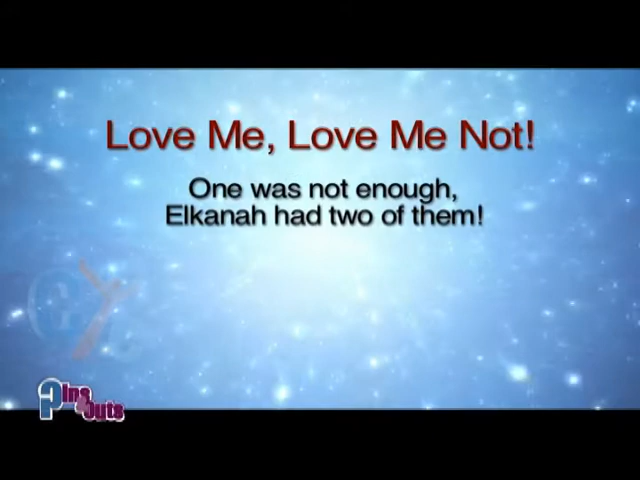 Love Me, Love Me Not!
One was not enough,
Elkanah had two of them!
Ins
Outs